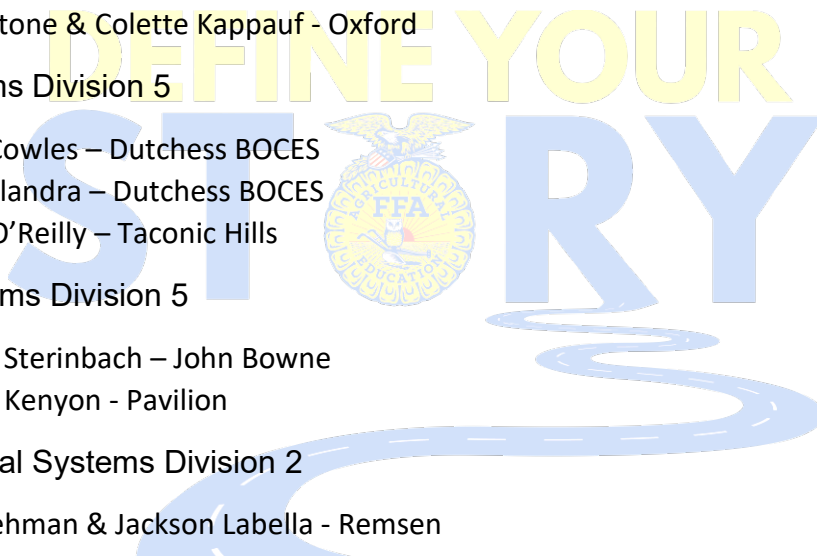 DEFINE YOUR
STORY
AGRICULTURAL
FFA
EDUCATION
tone & Colette Kappauf - Oxford
ns Division 5
Cowles – Dutchess BOCES
landra – Dutchess BOCES
O’Reilly – Taconic Hills
ms Division 5
Sterinbach – John Bowne
Kenyon - Pavilion
al Systems Division 2
ehman & Jackson Labella - Remsen